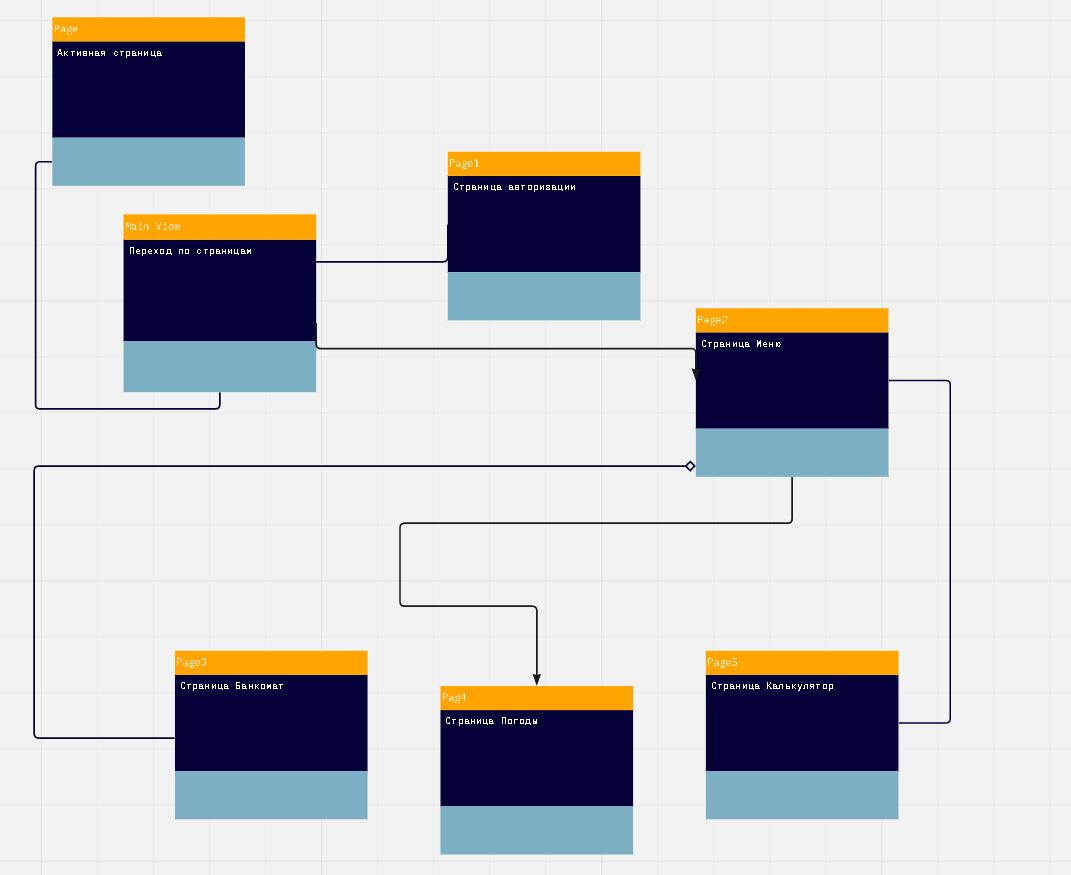 Page
Активная страница
Main View
Переход по страницам
Page1
Страница авторизации
Page2
Страница Меню
Page3
Страница Банкомат
Pag4
Страница Погоды
Page5
Страница Калькулятор